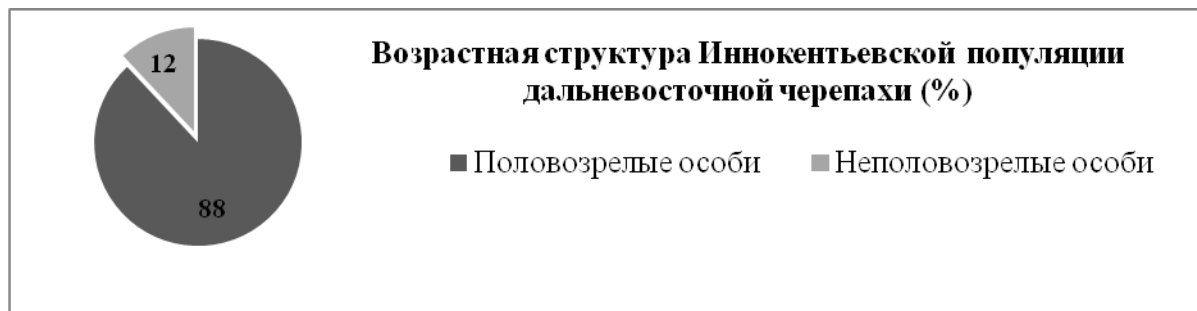 12
88
Возрастная структура Иннокентьевской популяции
дальневосточной черепахи (%)
Половозрелые особи Неполовозрелые особи